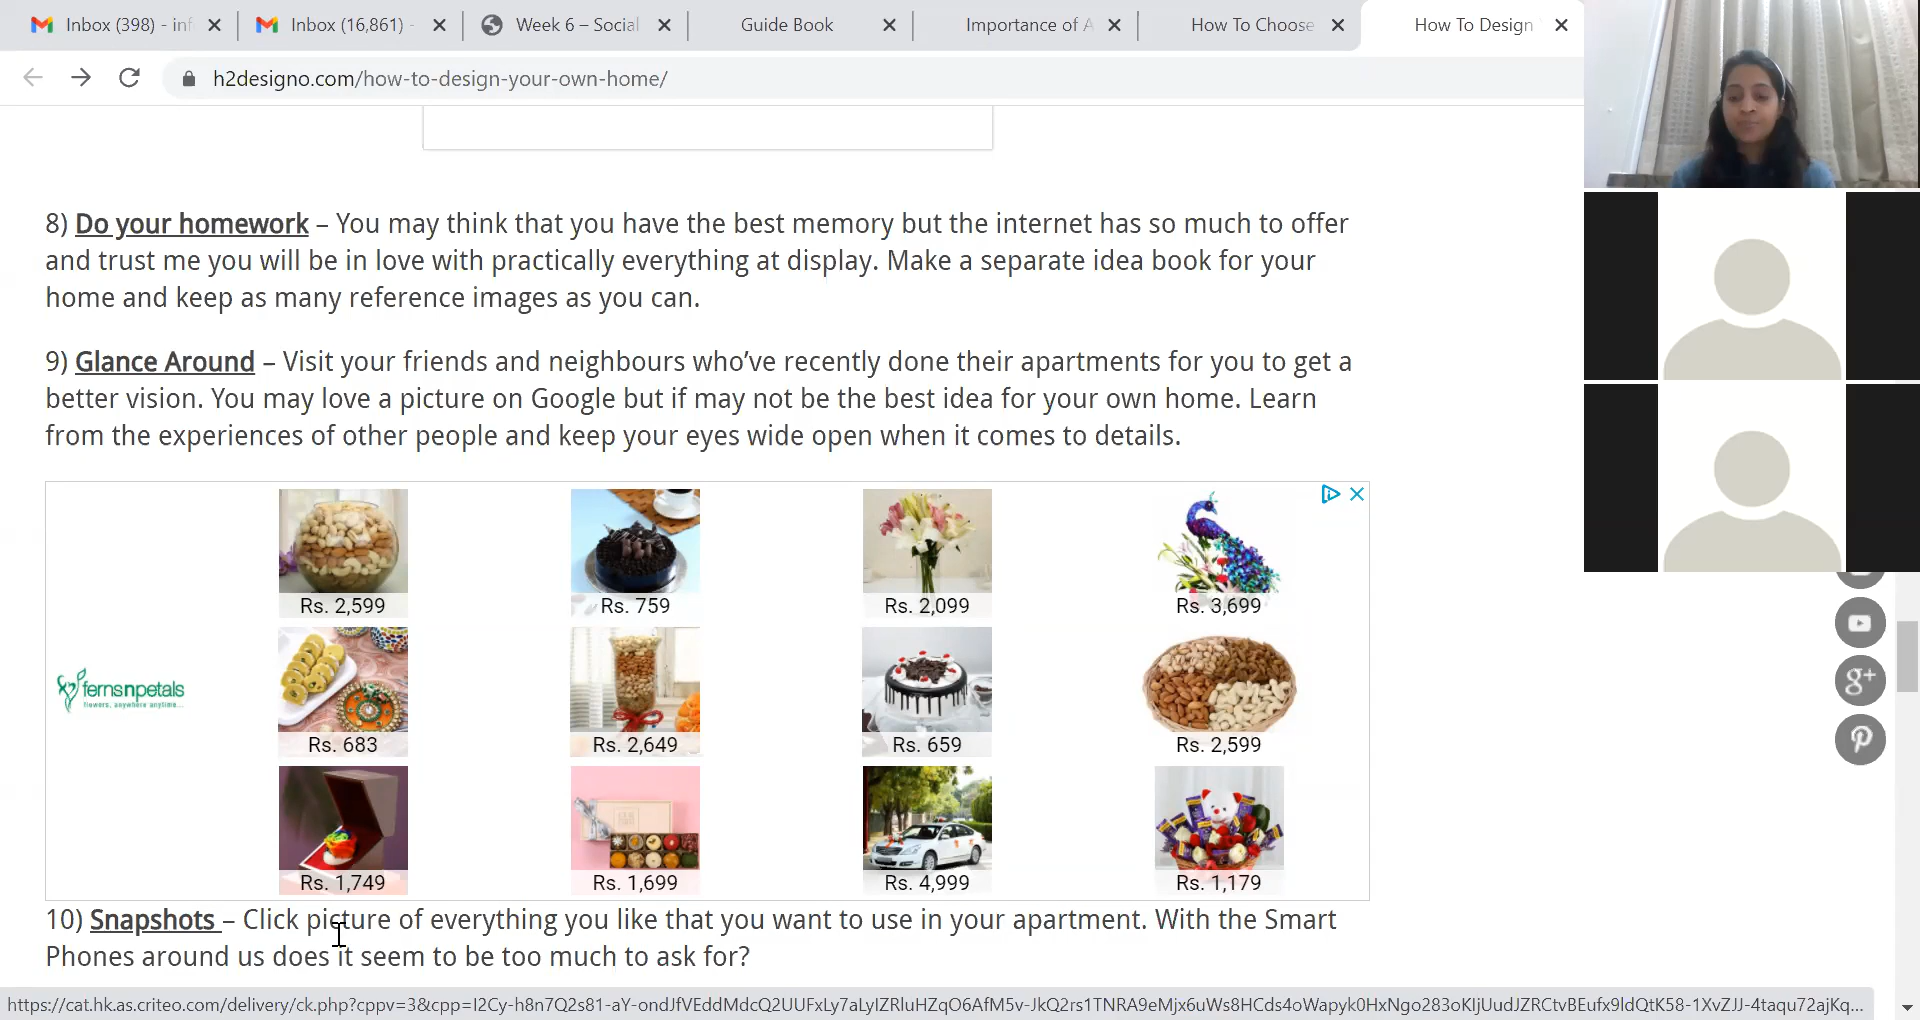 Inbox (398) - inf
Inbox (16,861) -
Week 6 – Social
Guide Book
Importance of A
How To Choose
How To Design
h2designo.com/how-to-design-your-own-home/
8) Do your homework – You may think that you have the best memory but the internet has so much to offer
and trust me you will be in love with practically everything at display. Make a separate idea book for your
home and keep as many reference images as you can.
9) Glance Around – Visit your friends and neighbours who’ve recently done their apartments for you to get a
better vision. You may love a picture on Google but if may not be the best idea for your own home. Learn
from the experiences of other people and keep your eyes wide open when it comes to details.
Rs. 2,599
Rs. 759
Rs. 2,099
Rs. 3,699
fernsnpetals
flowers, anywhere anytime...
Rs. 683
Rs. 2,649
Rs. 659
Rs. 2,599
Rs. 1,749
Rs. 1,699
Rs. 4,999
Rs. 1,179
g+
10) Snapshots – Click picture of everything you like that you want to use in your apartment. With the Smart
Phones around us does it seem to be too much to ask for?